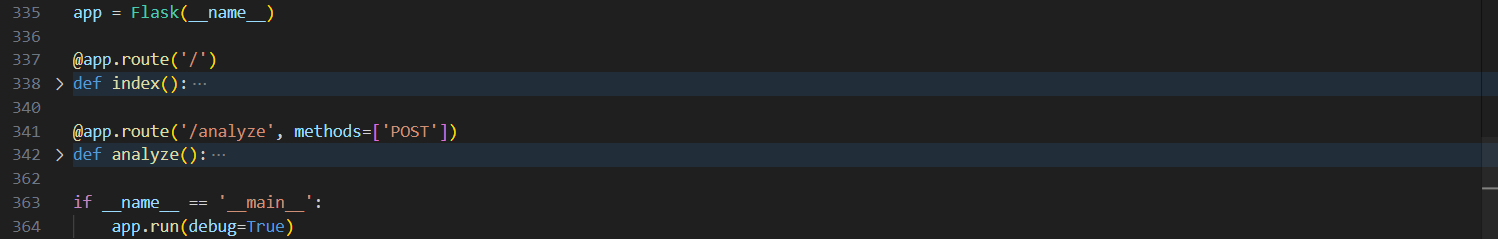 335 app = Flask(__name__)
336
337 @app.route('/')
338 > def index(): ···
340
341 @app.route('/analyze', methods=['POST'])
342 > def analyze(): ···
362
363 if __name__ == '__main__':
364     app.run(debug=True)